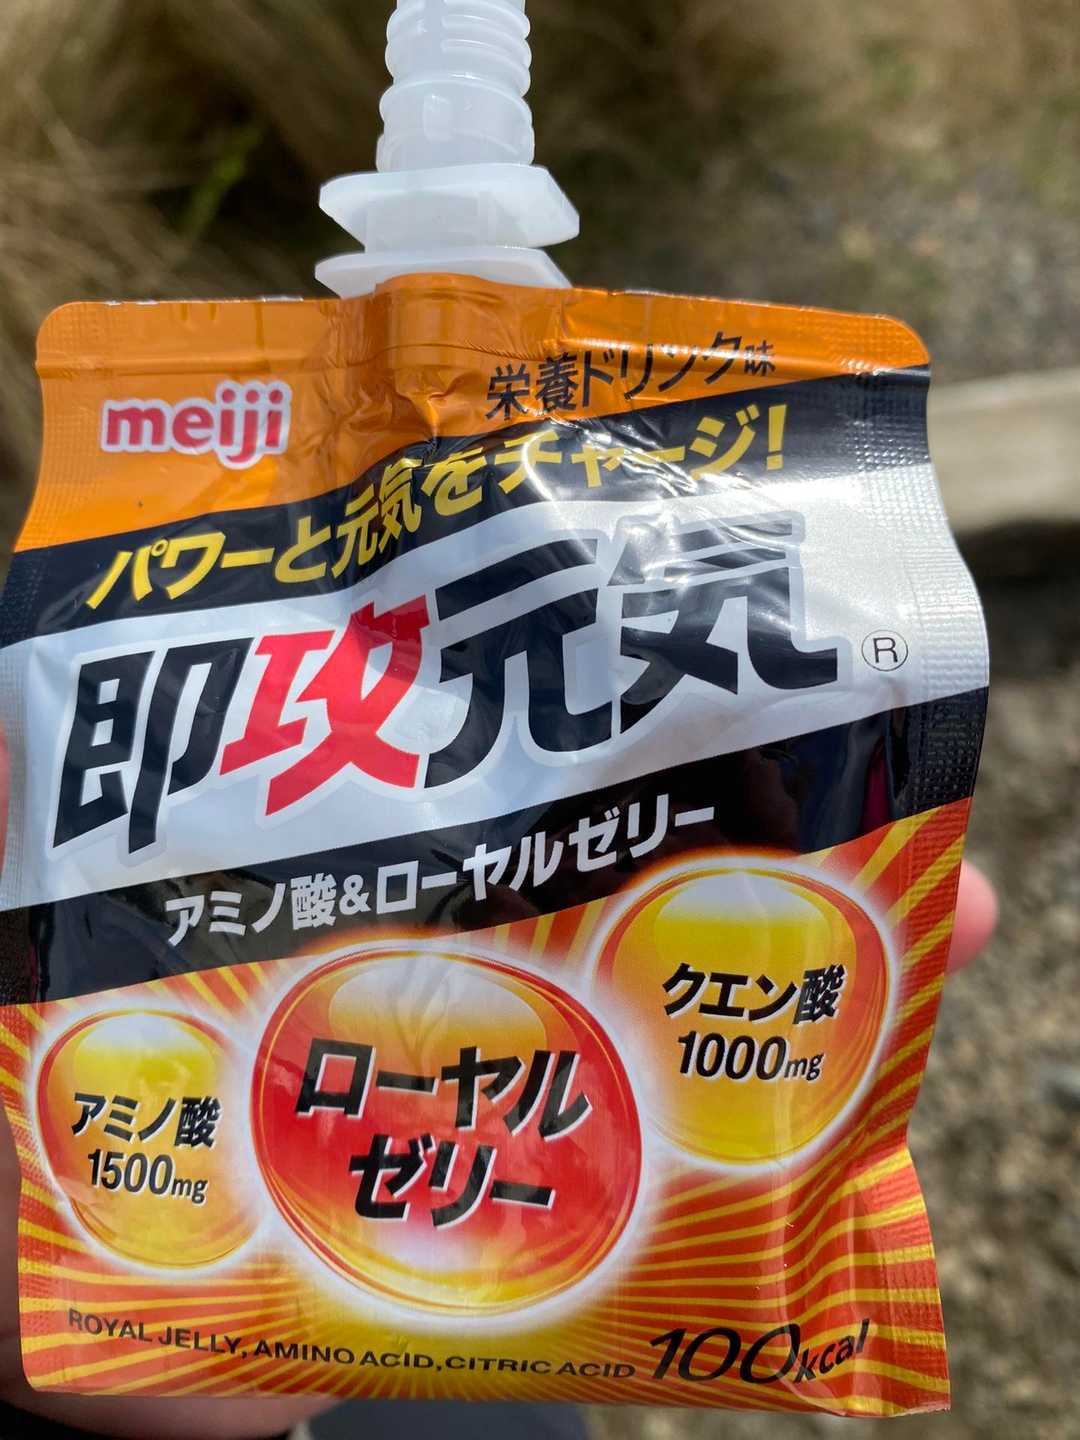 meiji
栄養ドリンク味
パワーと元気をチャージ!
即攻元気®
アミノ酸&ローヤルゼリー
クエン酸
1000mg
アミノ酸
1500mg
ローヤル
ゼリー
ROYAL JELLY, AMINO ACID, CITRIC ACID
100kcal